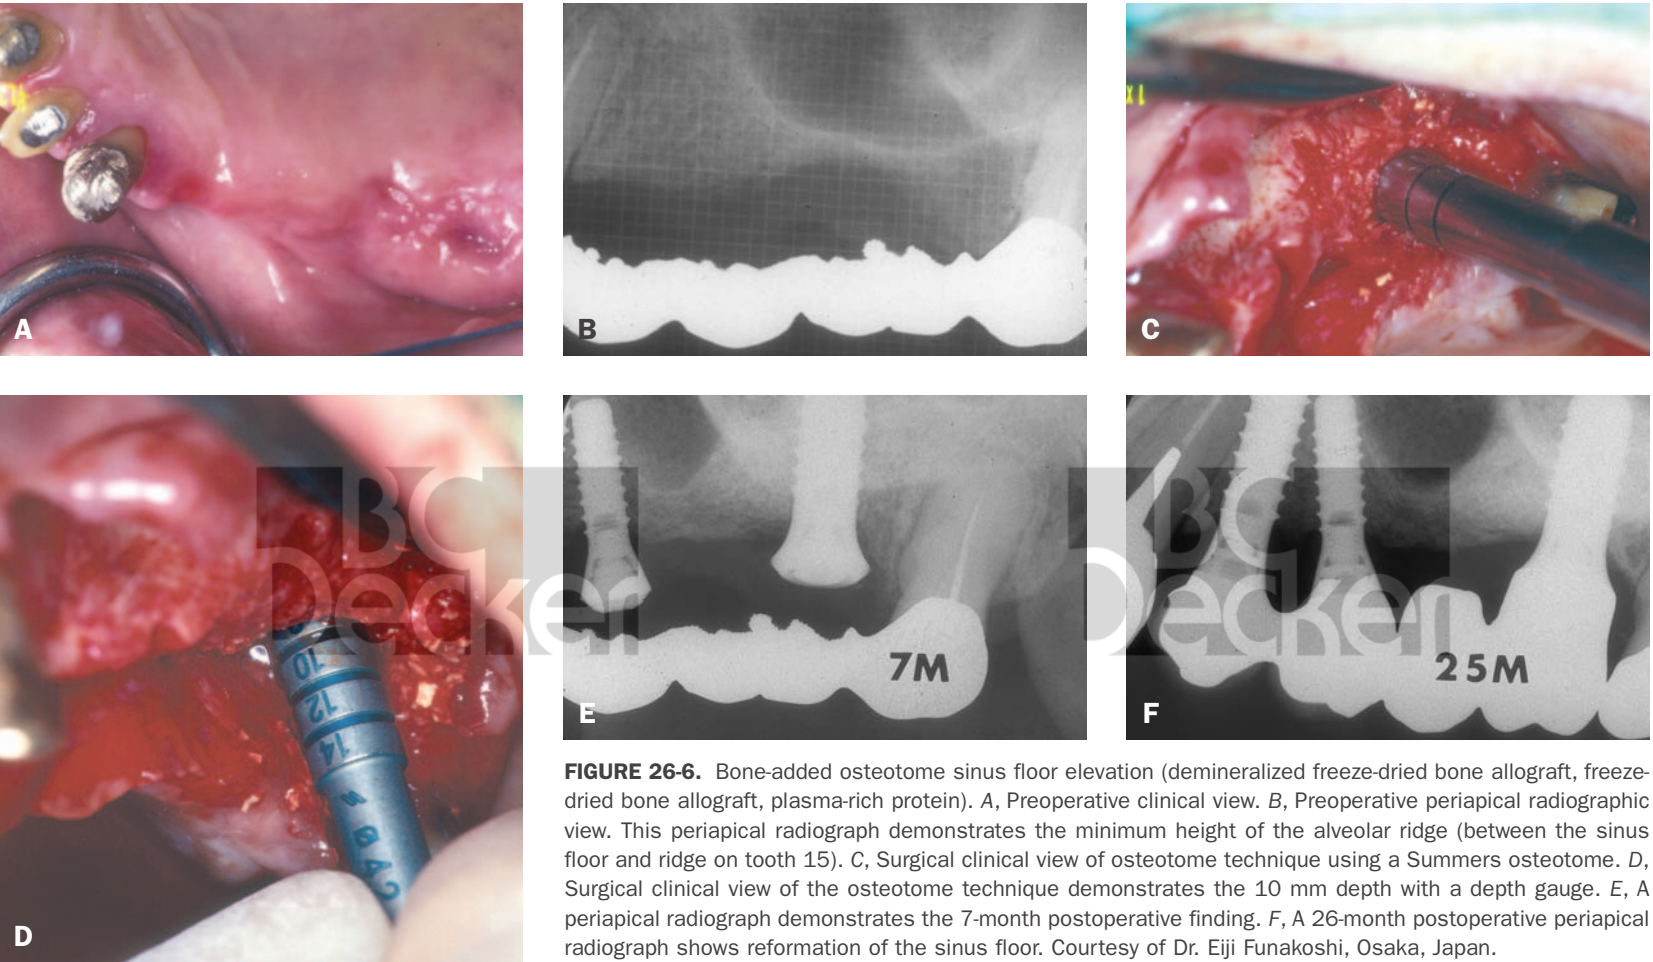 A
B
1 X
C
10
12
14
Ø 4.2
D
BC
Decker
7M
E
BC
Decker
25M
F
FIGURE 26-6. Bone-added osteotome sinus floor elevation (demineralized freeze-dried bone allograft, freeze-
dried bone allograft, plasma-rich protein). A, Preoperative clinical view. B, Preoperative periapical radiographic
view. This periapical radiograph demonstrates the minimum height of the alveolar ridge (between the sinus
floor and ridge on tooth 15). C, Surgical clinical view of osteotome technique using a Summers osteotome. D,
Surgical clinical view of the osteotome technique demonstrates the 10 mm depth with a depth gauge. E, A
periapical radiograph demonstrates the 7-month postoperative finding. F, A 26-month postoperative periapical
radiograph shows reformation of the sinus floor. Courtesy of Dr. Eiji Funakoshi, Osaka, Japan.